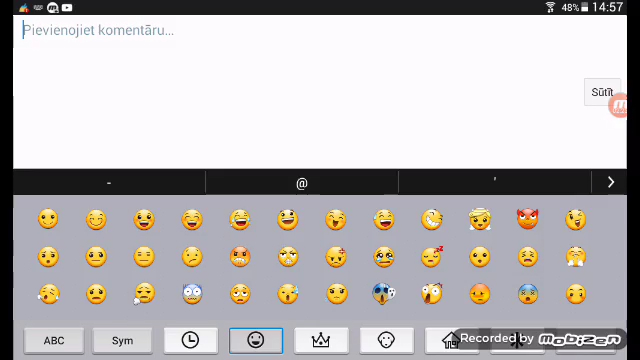 48% 14:57
Pievienojiet komentāru...
Sūtīt
- @ '
ABC Sym
Recorded by mobizen